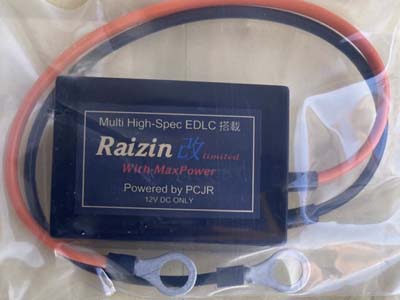 Multi High-Spec EDLC 搭載
Raizin 改 limited
With-MaxPower
Powered by PCJR
12V DC ONLY